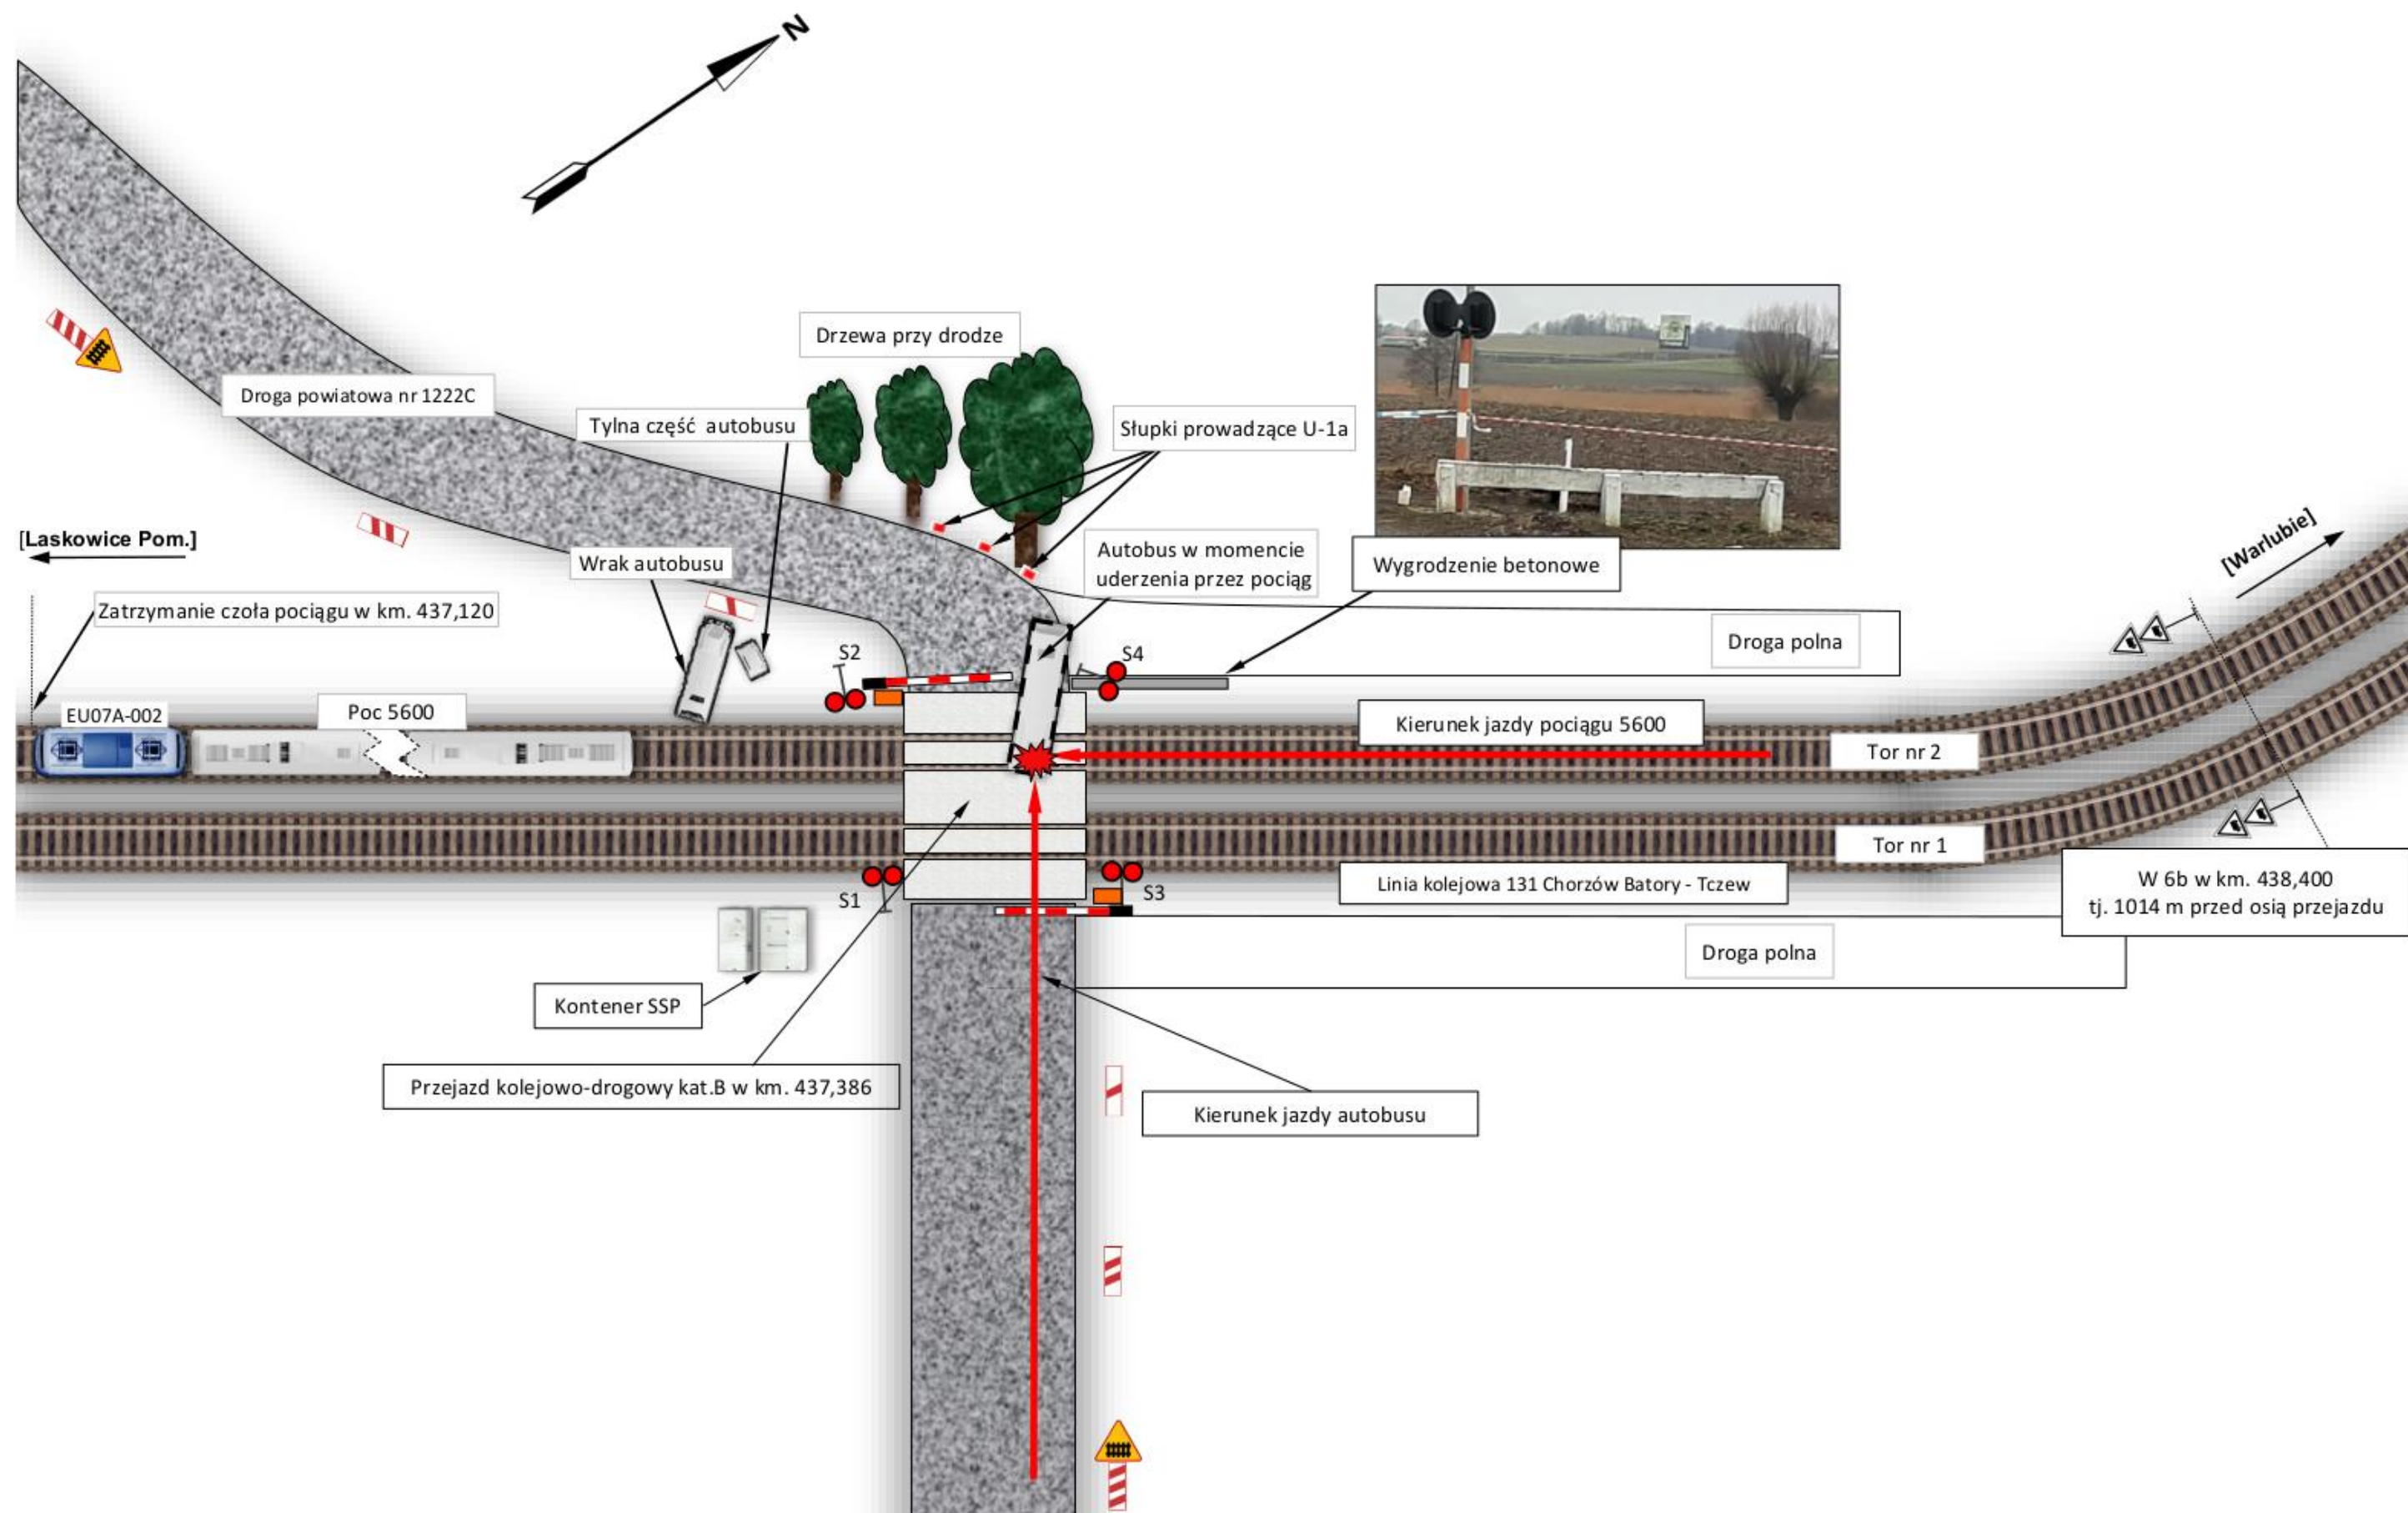 N
Drzewa przy drodze
Droga powiatowa nr 1222C
Tylna część autobusu
Słupki prowadzące U-1a
[Laskowice Pom.]
Wrak autobusu
Autobus w momencie
uderzenia przez pociąg
Wygrodzenie betonowe
[Warlubie]
Zatrzymanie czoła pociągu w km. 437,120
Droga polna
S2
S4
EU07A-002
Poc 5600
Kierunek jazdy pociągu 5600
Tor nr 2
Tor nr 1
S1
S3
Linia kolejowa 131 Chorzów Batory - Tczew
W 6b w km. 438,400
tj. 1014 m przed osią przejazdu
Droga polna
Kontener SSP
Przejazd kolejowo-drogowy kat.B w km. 437,386
Kierunek jazdy autobusu